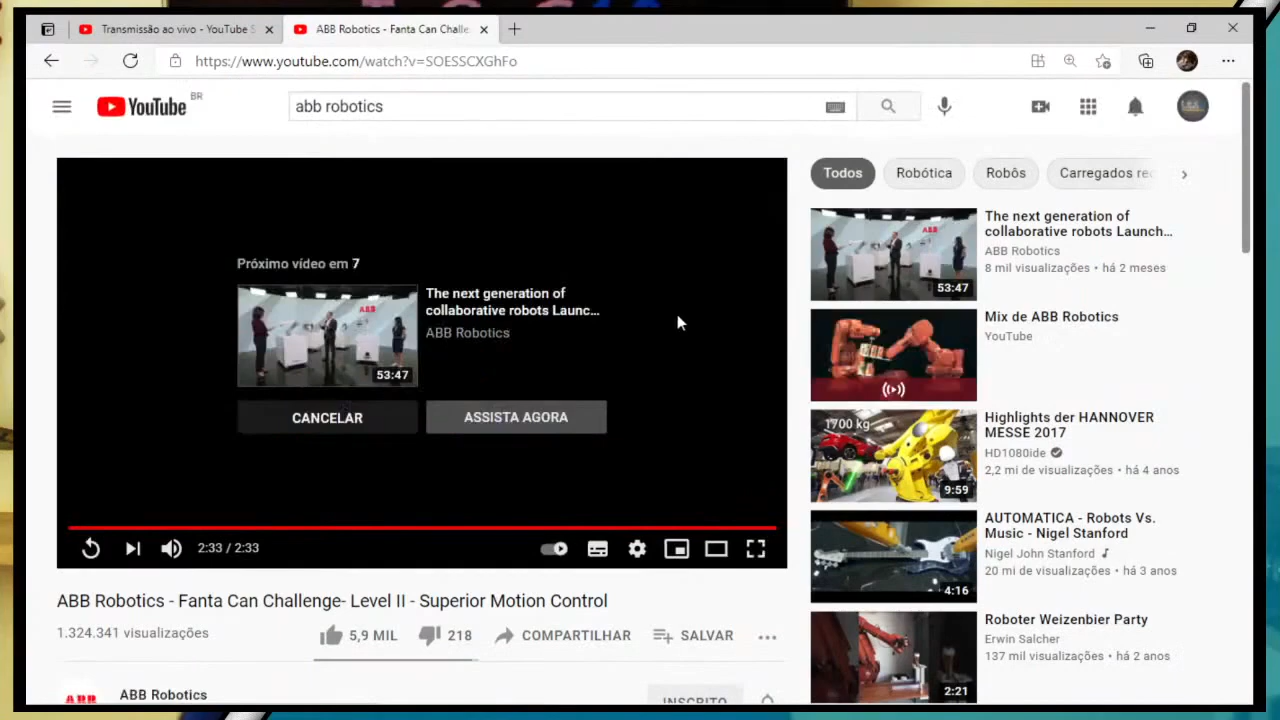 Transmissão ao vivo - YouTube S
ABB Robotics - Fanta Can Challe
https://www.youtube.com/watch?v=SOESSCXGhFo
YouTube BR
abb robotics
Próximo vídeo em 7
The next generation of
collaborative robots Launc...
ABB Robotics
ABB
53:47
CANCELAR
ASSISTA AGORA
2:33 / 2:33
ABB Robotics - Fanta Can Challenge- Level II - Superior Motion Control
1.324.341 visualizações
5,9 MIL
218
COMPARTILHAR
SALVAR
ABB
ABB Robotics
INSCRITO
Todos
Robótica
Robôs
Carregados rec
ABB
53:47
The next generation of
collaborative robots Launch...
ABB Robotics
8 mil visualizações • há 2 meses
Mix de ABB Robotics
YouTube
1700 kg
9:59
Highlights der HANNOVER
MESSE 2017
HD1080ide
2,2 mi de visualizações • há 4 anos
4:16
AUTOMATICA - Robots Vs.
Music - Nigel Stanford
Nigel John Stanford
20 mi de visualizações • há 3 anos
2:21
Roboter Weizenbier Party
Erwin Salcher
137 mil visualizações • há 2 anos